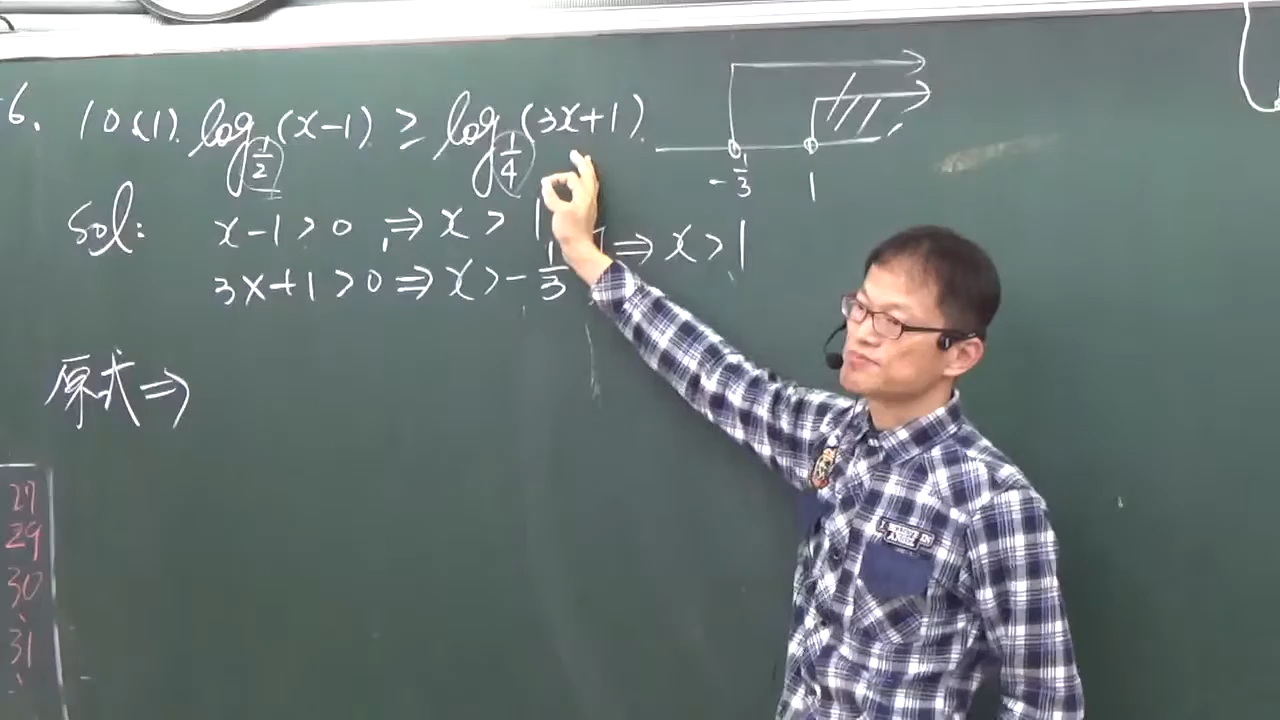 6. 10(1). log_{1/2}(x-1) ≥ log_{1/4}(3x+1).
-1/3 1
Sol: x-1>0 ⇒ x>1
3x+1>0 ⇒ x>-1/3 ⇒ x>1
原式⇒
27
29
30
31